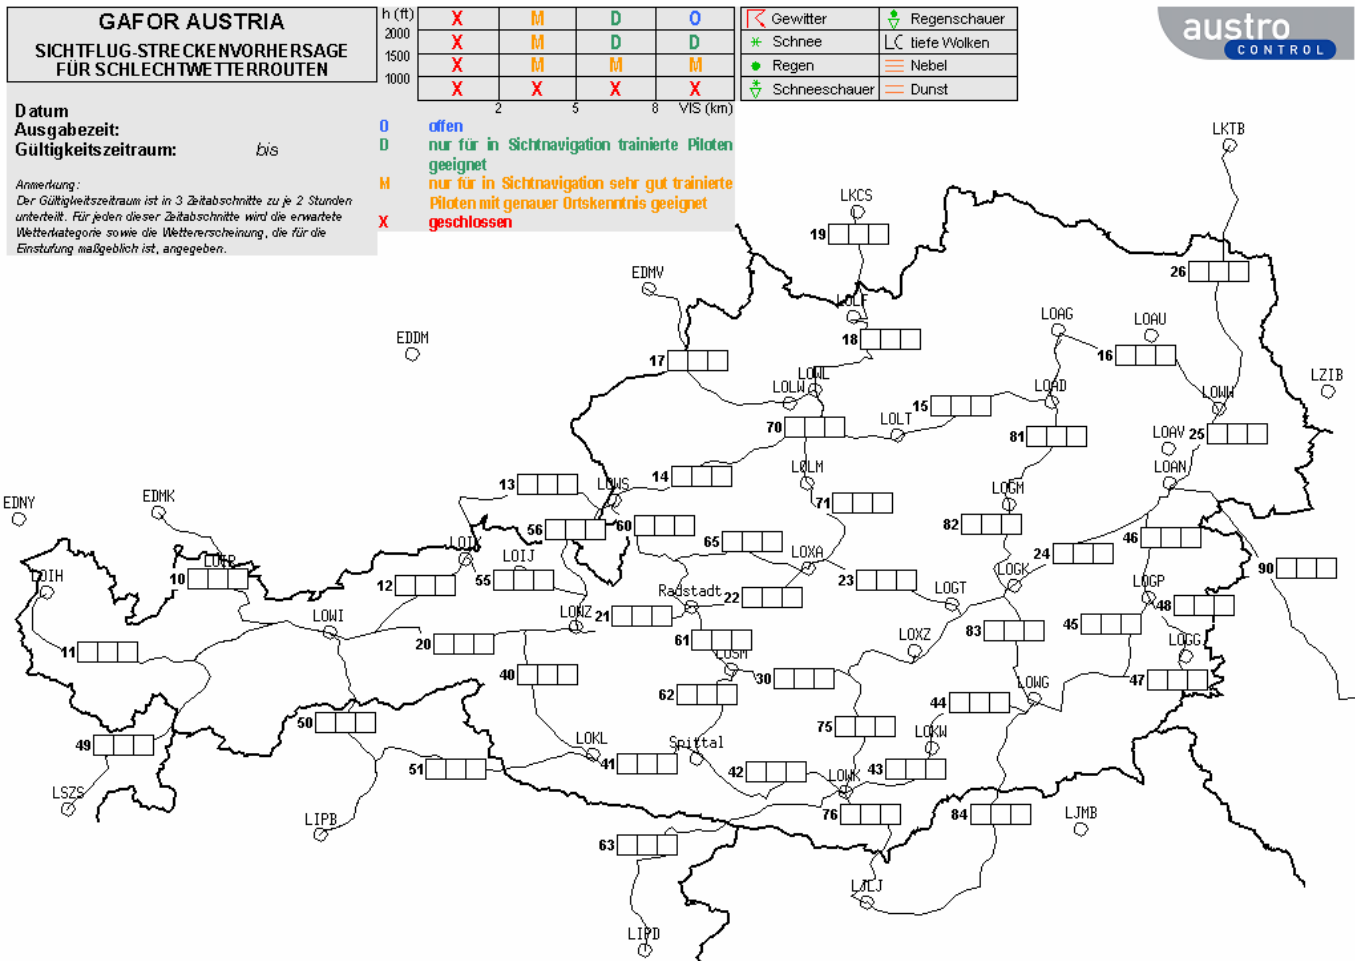 GAFOR AUSTRIA
SICHTFLUG-STRECKENVORHERSAGE
FÜR SCHLECHTWETTERROUTEN
Datum
Ausgabezeit:
Gültigkeitszeitraum: bis
Anmerkung:
Der Gültigkeitszeitraum ist in 3 Zeitabschnitte zu je 2 Stunden
unterteilt. Für jeden dieser Zeitabschnitte wird die erwartete
Wetterkategorie sowie die Wettererscheinung, die für die
Einstufung maßgeblich ist, angegeben.
h (ft)
X M D O
2000
X M D D
1500
X M M M
1000
X X X X
2 5 8 VIS (km)
O offen
D nur für in Sichtnavigation trainierte Piloten
geeignet
M nur für in Sichtnavigation sehr gut trainierte
Piloten mit genauer Ortskenntnis geeignet
X geschlossen
Gewitter Regenschauer
Schnee LC tiefe Wolken
Regen Nebel
Schneeschauer Dunst
austro
CONTROL
LKTB
LKCS
19
26
EDMV
LOLF
LOAG
LOAU
EDDM
18
17
16
LZIB
LOWL
LOLW
LOAD
LOWW
15
70
LOLT
81
25
LOAV
LOAN
14
LOLM
13
LOWS
EDMK
EDNY
71
LOGM
56
60
82
65
46
24
LOIK
LOIJ
LOXA
LOIR
10
LOIH
12
55
23
90
LOGK
LOGT
LOGP
Radstadt
22
48
21
LOWI
LONZ
45
83
20
61
LOXZ
LOGG
11
LOSM
40
30
47
62
44
LOWG
50
75
49
LOKL
LOKW
Spittal
41
51
42
43
LOWK
LSZS
LIPB
76
84
LJMB
63
LJLJ
LIPD